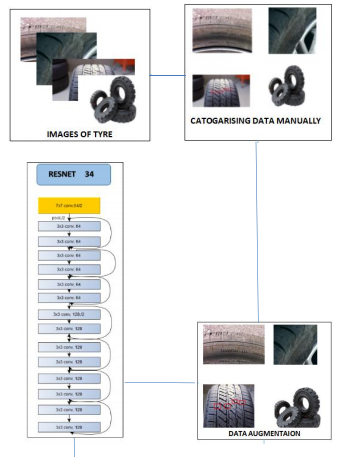 IMAGES OF TYRE
CATOGARISING DATA MANUALLY
RESNET 34
7x7 conv.64/2
pool./2
3x3 conv. 64
3x3 conv. 64
3x3 conv. 64
3x3 conv. 64
3x3 conv. 64
3x3 conv. 64
3x3 conv. 128./2
3x3 conv. 128
3x3 conv. 128
3x3 conv. 128
3x3 conv. 128
3x3 conv. 128
3x3 conv. 128
3x3 conv. 128
DATA AUGMENTAION